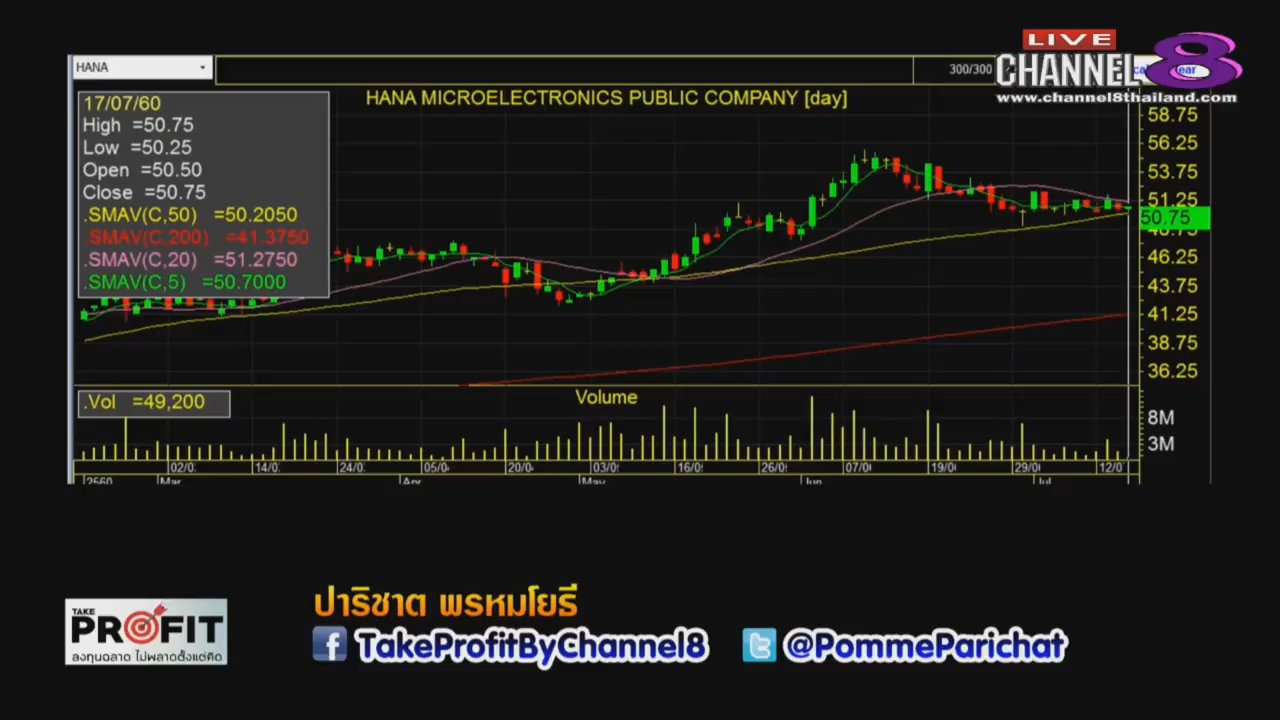 HANA
300/300
LIVE
CHANNEL 8
www.channel8thailand.com
HANA MICROELECTRONICS PUBLIC COMPANY [day]
17/07/60
High =50.75
Low =50.25
Open =50.50
Close =50.75
.SMAV(C,50) =50.2050
.SMAV(C,200) =41.3750
.SMAV(C,20) =51.2750
.SMAV(C,5) =50.7000
58.75
56.25
53.75
51.25
50.75
48.75
46.25
43.75
41.25
38.75
36.25
.Vol =49,200
Volume
8M
3M
02/0 14/0 24/0 05/0 20/0 03/0 16/0 26/0 07/0 19/0 29/0 12/0
2560 Mar Apr May Jun Jul
TAKE
PROFIT
ลงทุนฉลาด ไม่พลาดตั้งแต่คิด
ปาริชาต พรหมโยธี
TakeProfitByChannel8
@PommeParichat